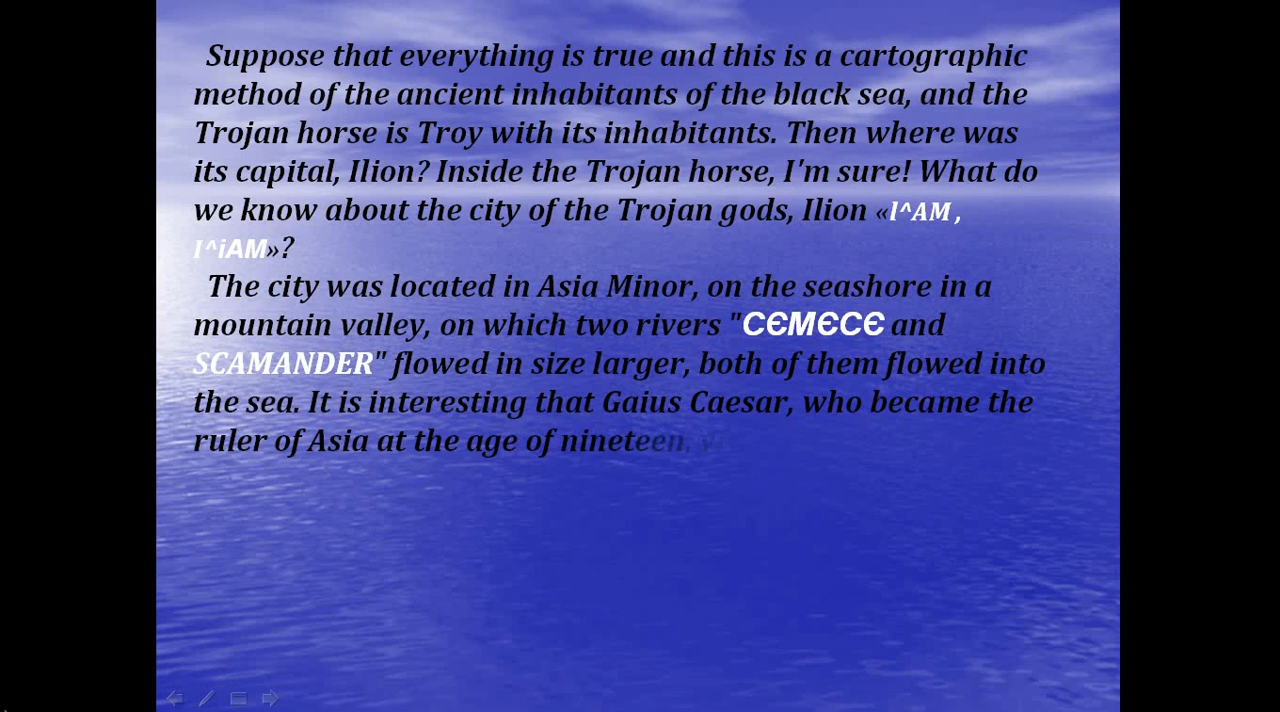 Suppose that everything is true and this is a cartographic
method of the ancient inhabitants of the black sea, and the
Trojan horse is Troy with its inhabitants. Then where was
its capital, Ilion? Inside the Trojan horse, I'm sure! What do
we know about the city of the Trojan gods, Ilion «I^AM ,
I^iAM»?
The city was located in Asia Minor, on the seashore in a
mountain valley, on which two rivers "СЄМЄСЄ and
SCAMANDER" flowed in size larger, both of them flowed into
the sea. It is interesting that Gaius Caesar, who became the
ruler of Asia at the age of nineteen,